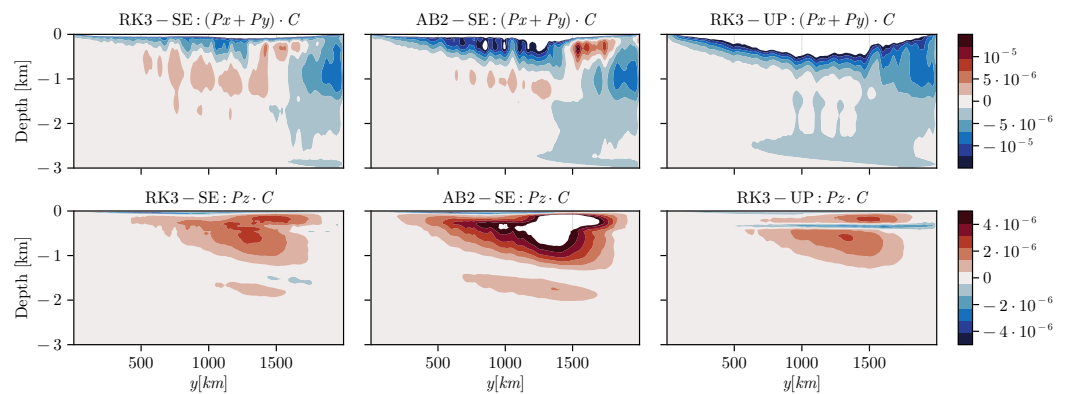 RK3 − SE : (Px + Py) · C
AB2 − SE : (Px + Py) · C
RK3 − UP : (Px + Py) · C
Depth [km]
0
−1
−2
−3
10⁻⁵
5 · 10⁻⁶
0
−5 · 10⁻⁶
−10⁻⁵
RK3 − SE : Pz · C
AB2 − SE : Pz · C
RK3 − UP : Pz · C
Depth [km]
0
−1
−2
−3
4 · 10⁻⁶
2 · 10⁻⁶
0
−2 · 10⁻⁶
−4 · 10⁻⁶
500 1000 1500
500 1000 1500
500 1000 1500
y[km]
y[km]
y[km]